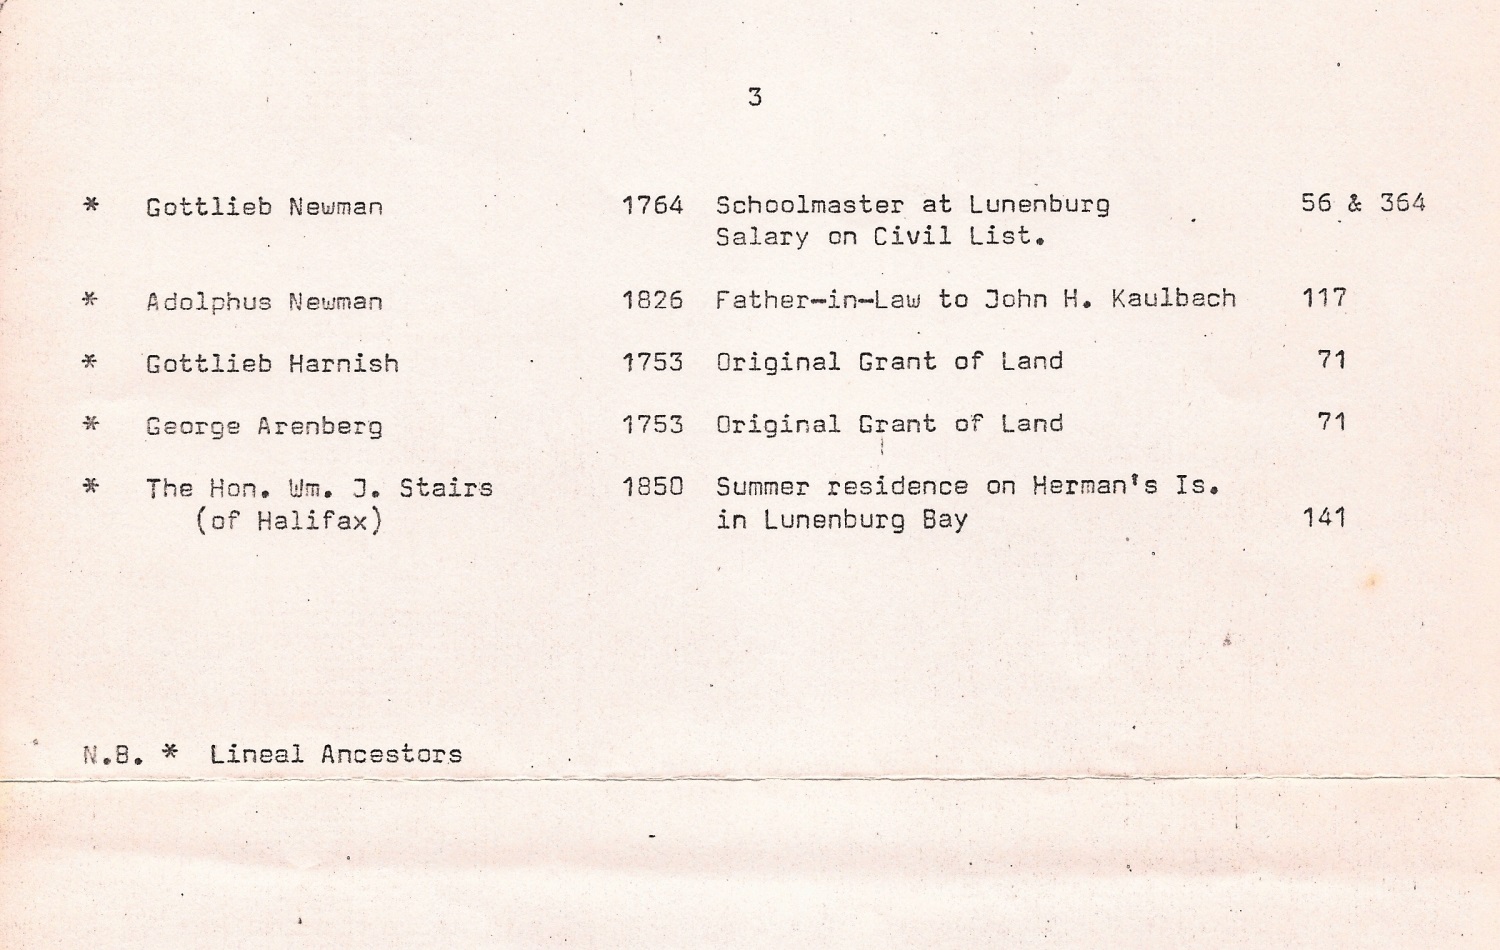 3
* Gottlieb Newman 1764 Schoolmaster at Lunenburg 56 & 364
Salary on Civil List.
* Adolphus Newman 1826 Father-in-Law to John H. Kaulbach 117
* Gottlieb Harnish 1753 Original Grant of Land 71
* George Arenberg 1753 Original Grant of Land 71
* The Hon. Wm. J. Stairs 1850 Summer residence on Herman's Is.
(of Halifax) in Lunenburg Bay 141
N.B. * Lineal Ancestors